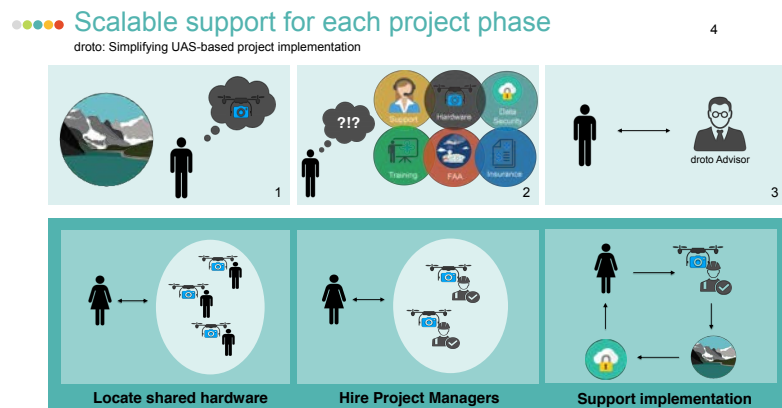 Scalable support for each project phase
4
droto: Simplifying UAS-based project implementation
1
?!?
Support
Hardware
Data
Security
Training
FAA
Insurance
2
droto Advisor
3
Locate shared hardware
Hire Project Managers
Support implementation